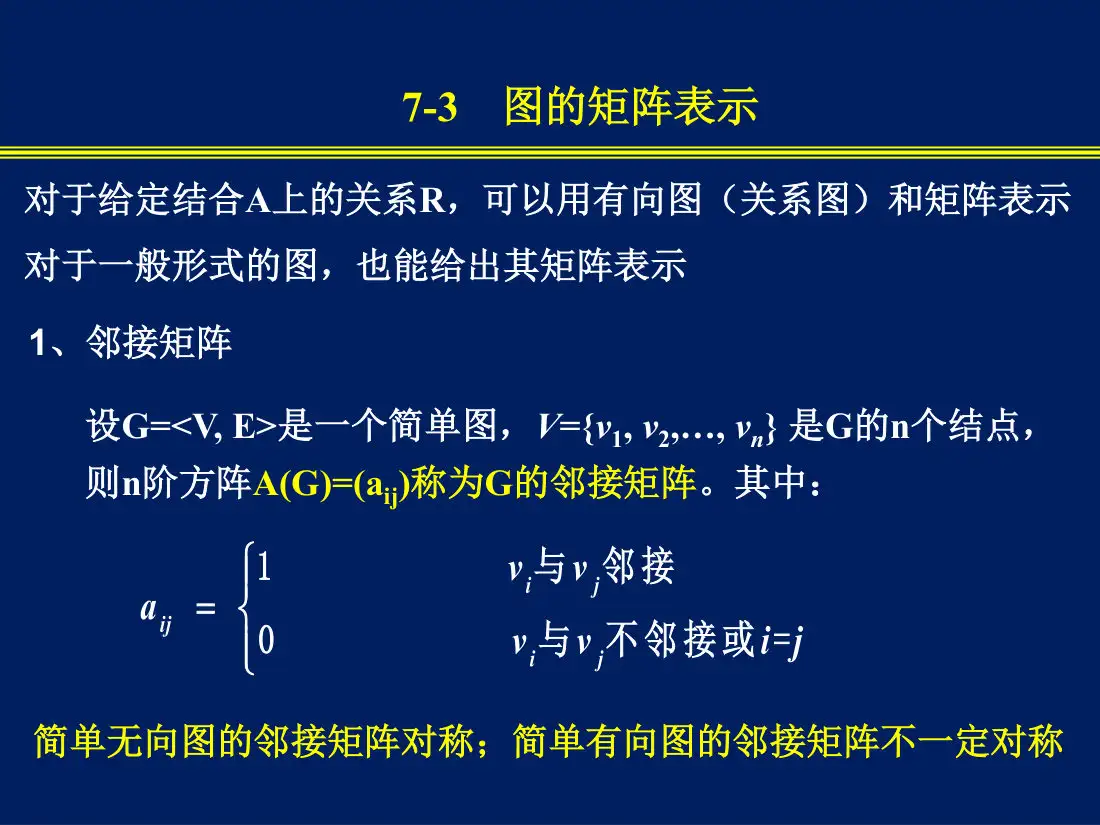 7-3 图的矩阵表示
对于给定结合A上的关系R，可以用有向图（关系图）和矩阵表示
对于一般形式的图，也能给出其矩阵表示
1、邻接矩阵
设G=<V, E>是一个简单图，V={v1, v2,…, vn} 是G的n个结点，
则n阶方阵A(G)=(aij)称为G的邻接矩阵。其中：
aij = { 1 vi与vj邻接
0 vi与vj不邻接或i=j
简单无向图的邻接矩阵对称；简单有向图的邻接矩阵不一定对称